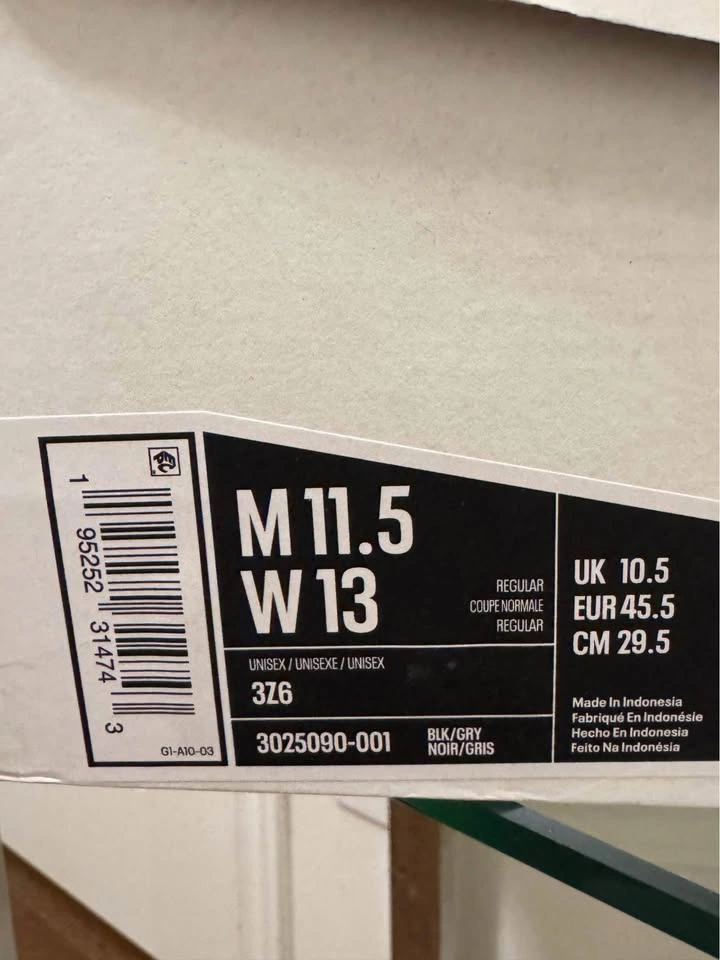 1 95252 31474 3
G1-A10-03
M 11.5
W 13
REGULAR
COUPE NORMALE
REGULAR
UNISEX / UNISEXE / UNISEX
3Z6
3025090-001
BLK/GRY
NOIR/GRIS
UK 10.5
EUR 45.5
CM 29.5
Made In Indonesia
Fabriqué En Indonésie
Hecho En Indonesia
Feito Na Indonésia